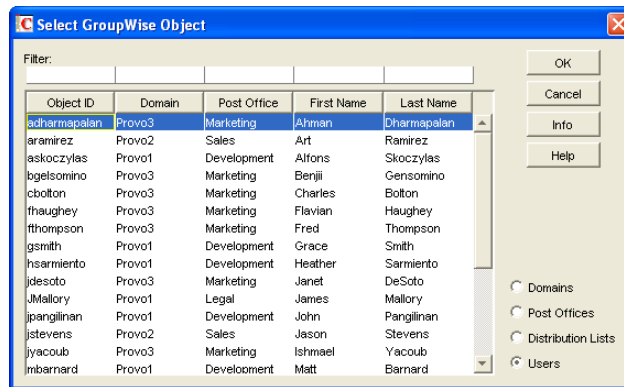 Select GroupWise Object
Filter:
OK
Cancel
Info
Help
Object ID Domain Post Office First Name Last Name
adharmapalan Provo3 Marketing Ahman Dharmapalan
aramirez Provo2 Sales Art Ramirez
askoczylas Provo1 Development Alfons Skoczylas
bgelsomino Provo3 Marketing Benjii Gensomino
cbolton Provo3 Marketing Charles Bolton
fhaughey Provo3 Marketing Flavian Haughey
fthompson Provo3 Marketing Fred Thompson
gsmith Provo1 Development Grace Smith
hsarmiento Provo1 Development Heather Sarmiento
jdesoto Provo3 Marketing Janet DeSoto
JMallory Provo1 Legal James Mallory
jpangilinan Provo1 Development John Pangilinan
jstevens Provo2 Sales Jason Stevens
jyacoub Provo3 Marketing Ishmael Yacoub
mbarnard Provo1 Development Matt Barnard
Domains
Post Offices
Distribution Lists
Users